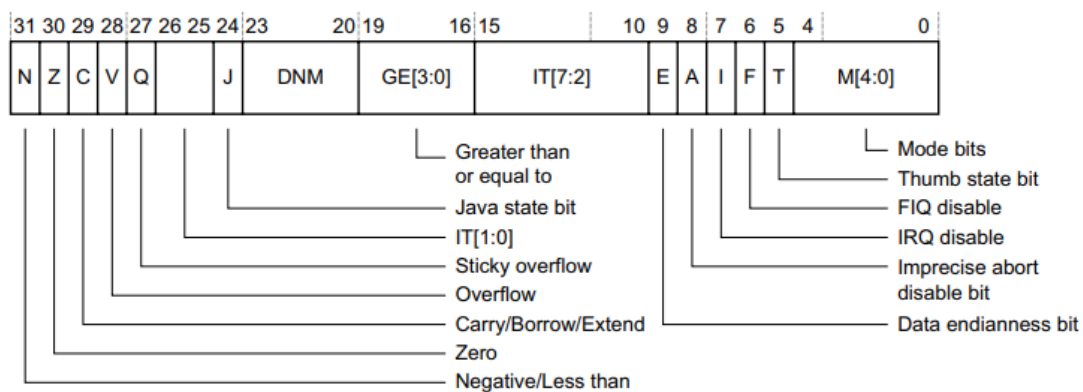 31 30 29 28 27 26 25 24 23 20 19 16 15 10 9 8 7 6 5 4 0
N Z C V Q J DNM GE[3:0] IT[7:2] E A I F T M[4:0]
Greater than
or equal to
Java state bit
IT[1:0]
Sticky overflow
Overflow
Carry/Borrow/Extend
Zero
Negative/Less than
Mode bits
Thumb state bit
FIQ disable
IRQ disable
Imprecise abort
disable bit
Data endianness bit